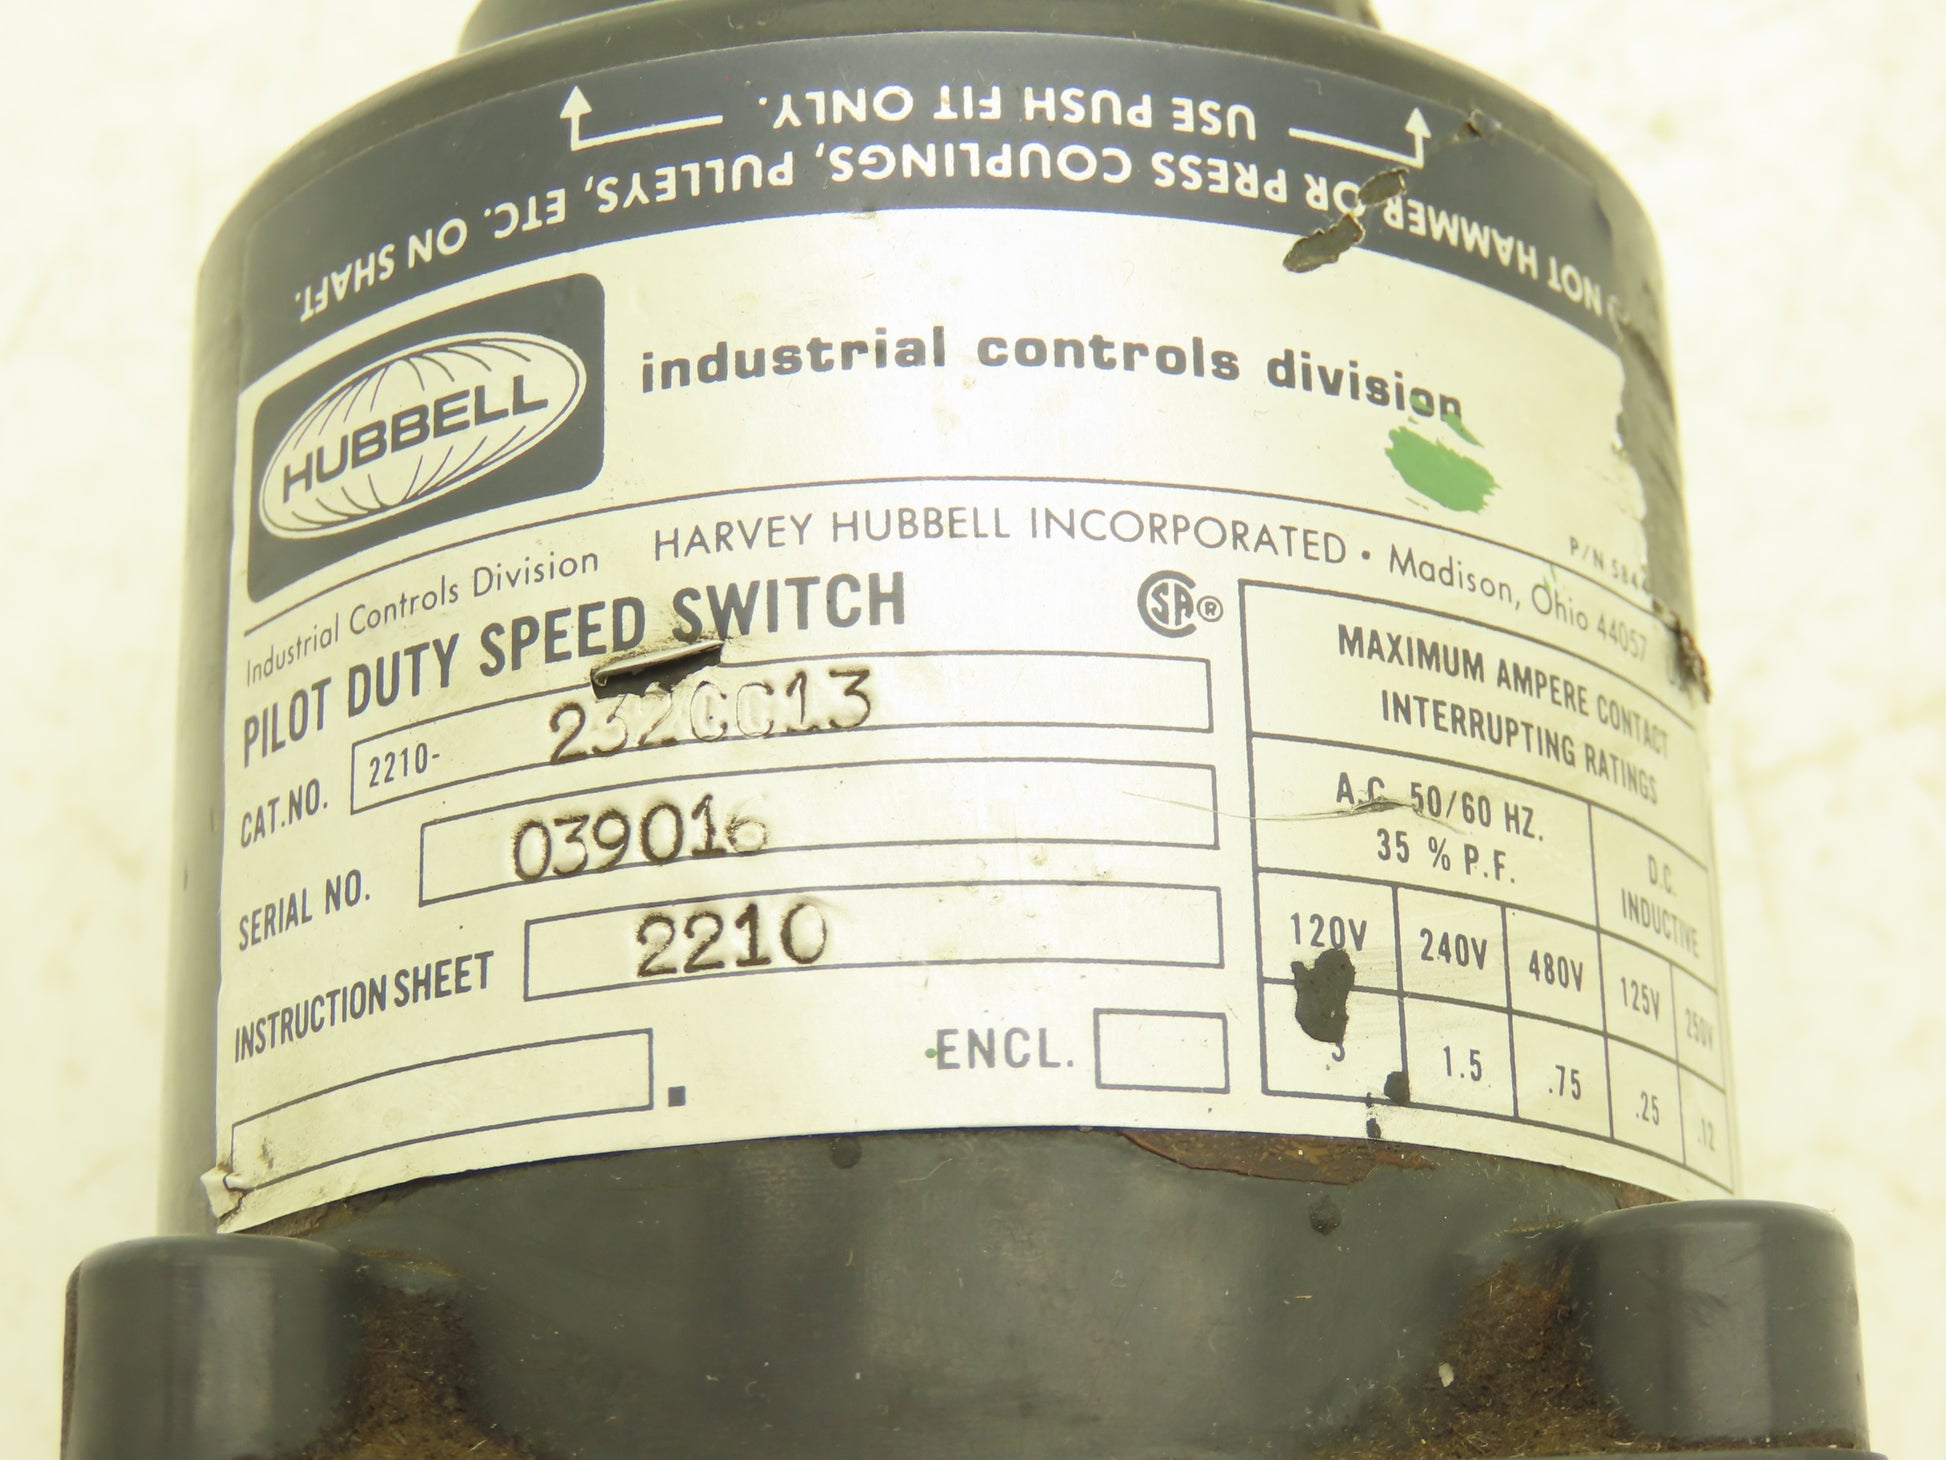 DO NOT HAMMER OR PRESS COUPLINGS, PULLEYS, ETC. ON SHAFT.
USE PUSH FIT ONLY.
HUBBELL
industrial controls division
P/N
Industrial Controls Division HARVEY HUBBELL INCORPORATED • Madison, Ohio 44057
PILOT DUTY SPEED SWITCH
CSA ®
CAT.NO. 2210- 232CC13
SERIAL NO. 039016
INSTRUCTION SHEET 2210
ENCL.
MAXIMUM AMPERE CONTACT
INTERRUPTING RATINGS
A.C. 50/60 HZ.
35 % P.F.
D.C.
INDUCTIVE
120V 240V 480V 125V 250V
1.5 .75 .25 .12